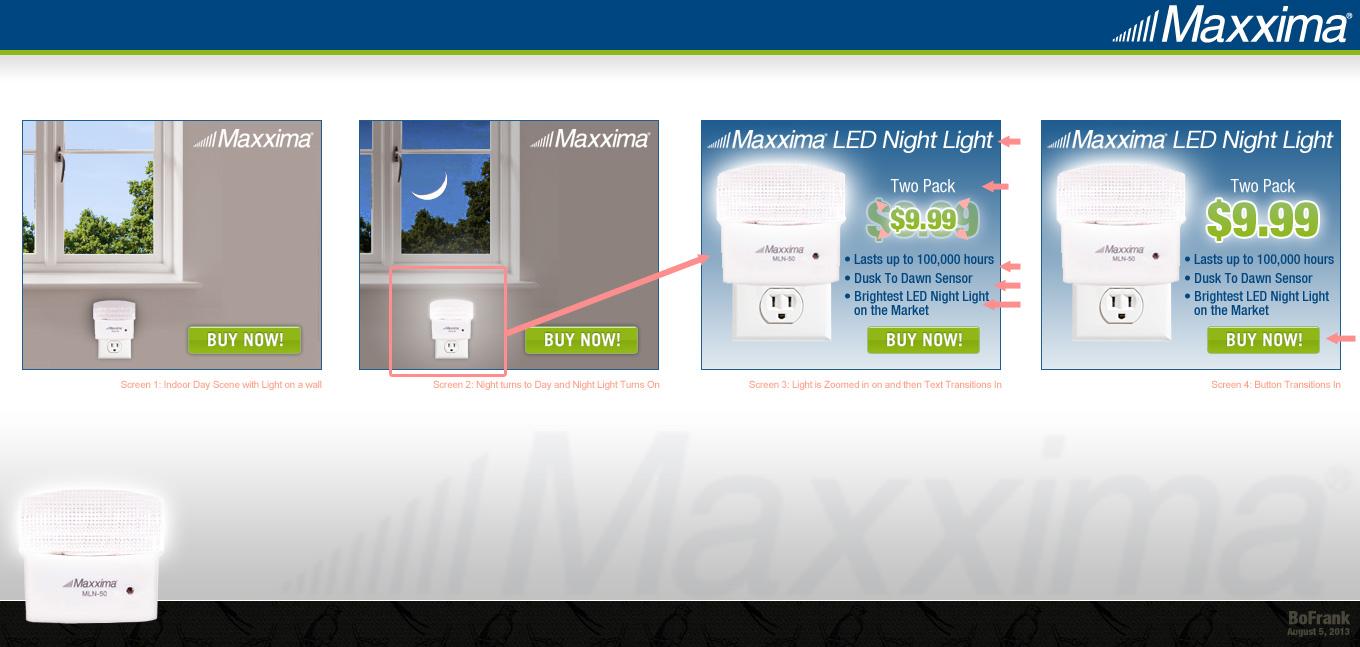 Maxxima®
Maxxima®
BUY NOW!
Screen 1: Indoor Day Scene with Light on a wall
Maxxima®
BUY NOW!
Screen 2: Night turns to Day and Night Light Turns On
Maxxima® LED Night Light
Two Pack
$9.99
Maxxima
MLN-50
• Lasts up to 100,000 hours
• Dusk To Dawn Sensor
• Brightest LED Night Light
on the Market
BUY NOW!
Screen 3: Light is Zoomed in on and then Text Transitions In
Maxxima® LED Night Light
Two Pack
$9.99
Maxxima
MLN-50
• Lasts up to 100,000 hours
• Dusk To Dawn Sensor
• Brightest LED Night Light
on the Market
BUY NOW!
Screen 4: Button Transitions In
Maxxima®
Maxxima
MLN-50
BoFrank
August 5, 2013